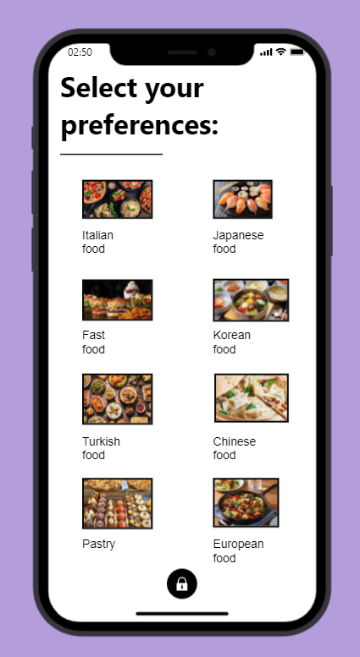 02:50
Select your
preferences:
Italian
food
Japanese
food
Fast
food
Korean
food
Turkish
food
Chinese
food
Pastry
European
food